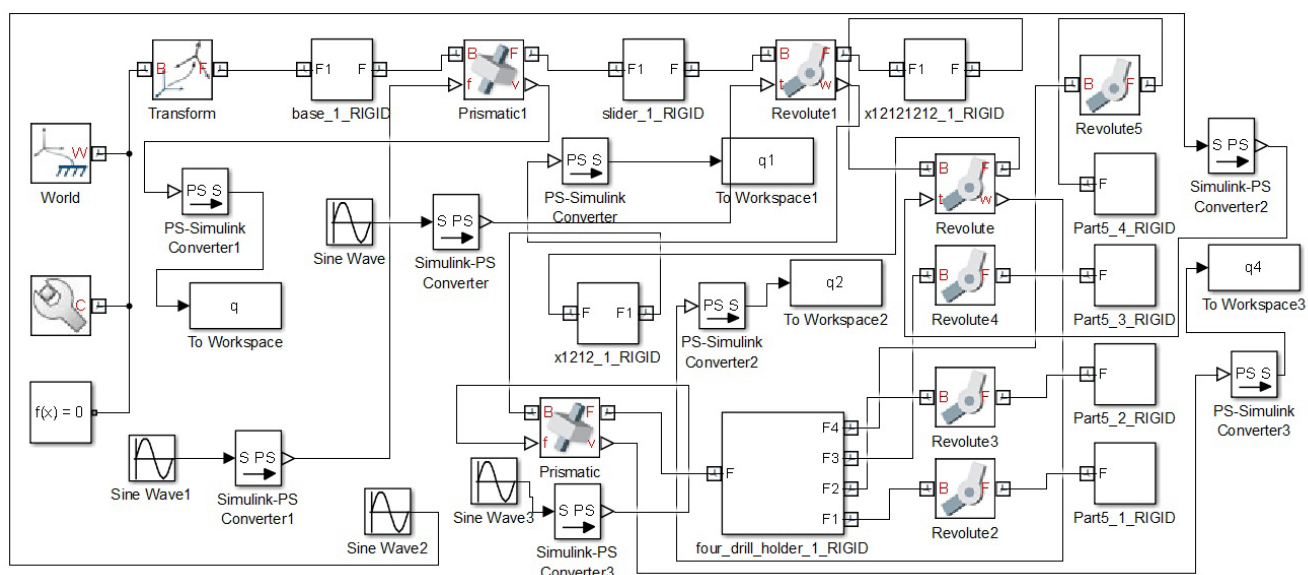 B F
Transform
F1 F
base_1_RIGID
B F
f v
Prismatic1
F1 F
slider_1_RIGID
B F
t w
Revolute1
F1 F
x12121212_1_RIGID
B F
Revolute5
W
World
PS S
PS-Simulink
Converter1
Sine Wave
S PS
Simulink-PS
Converter
PS S
PS-Simulink
Converter
q1
To Workspace1
B F
t w
Revolute
F
Part5_4_RIGID
S PS
Simulink-PS
Converter2
C
q
To Workspace
F F1
x1212_1_RIGID
PS S
PS-Simulink
Converter2
q2
To Workspace2
B F
Revolute4
F
Part5_3_RIGID
q4
To Workspace3
f(x) = 0
Sine Wave1
S PS
Simulink-PS
Converter1
Sine Wave2
B F
f v
Prismatic
Sine Wave3
S PS
Simulink-PS
Converter3
F4
F3
F
F2
F1
four_drill_holder_1_RIGID
B F
Revolute3
F
Part5_2_RIGID
PS S
PS-Simulink
Converter3
B F
Revolute2
F
Part5_1_RIGID